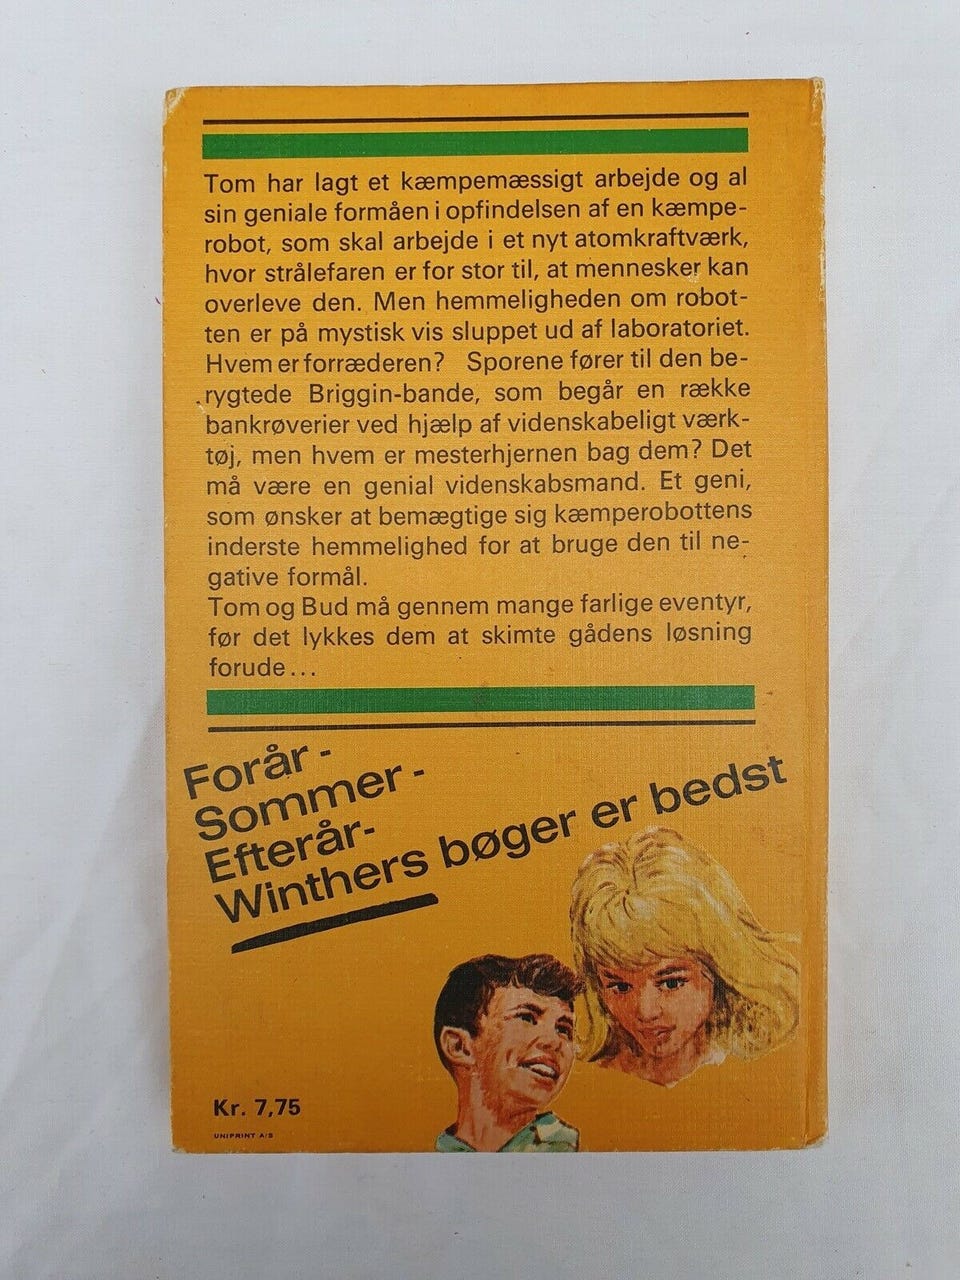 Tom har lagt et kæmpemæssigt arbejde og al
sin geniale formåen i opfindelsen af en kæmpe-
robot, som skal arbejde i et nyt atomkraftværk,
hvor strålefaren er for stor til, at mennesker kan
overleve den. Men hemmeligheden om robot-
ten er på mystisk vis sluppet ud af laboratoriet.
Hvem er forræderen? Sporene fører til den be-
rygtede Briggin-bande, som begår en række
bankrøverier ved hjælp af videnskabeligt værk-
tøj, men hvem er mesterhjernen bag dem? Det
må være en genial videnskabsmand. Et geni,
som ønsker at bemægtige sig kæmperobottens
inderste hemmelighed for at bruge den til ne-
gative formål.
Tom og Bud må gennem mange farlige eventyr,
før det lykkes dem at skimte gådens løsning
forude...
Forår -
Sommer -
Efterår-
Winthers bøger er bedst
Kr. 7,75
UNIPRINT A/S